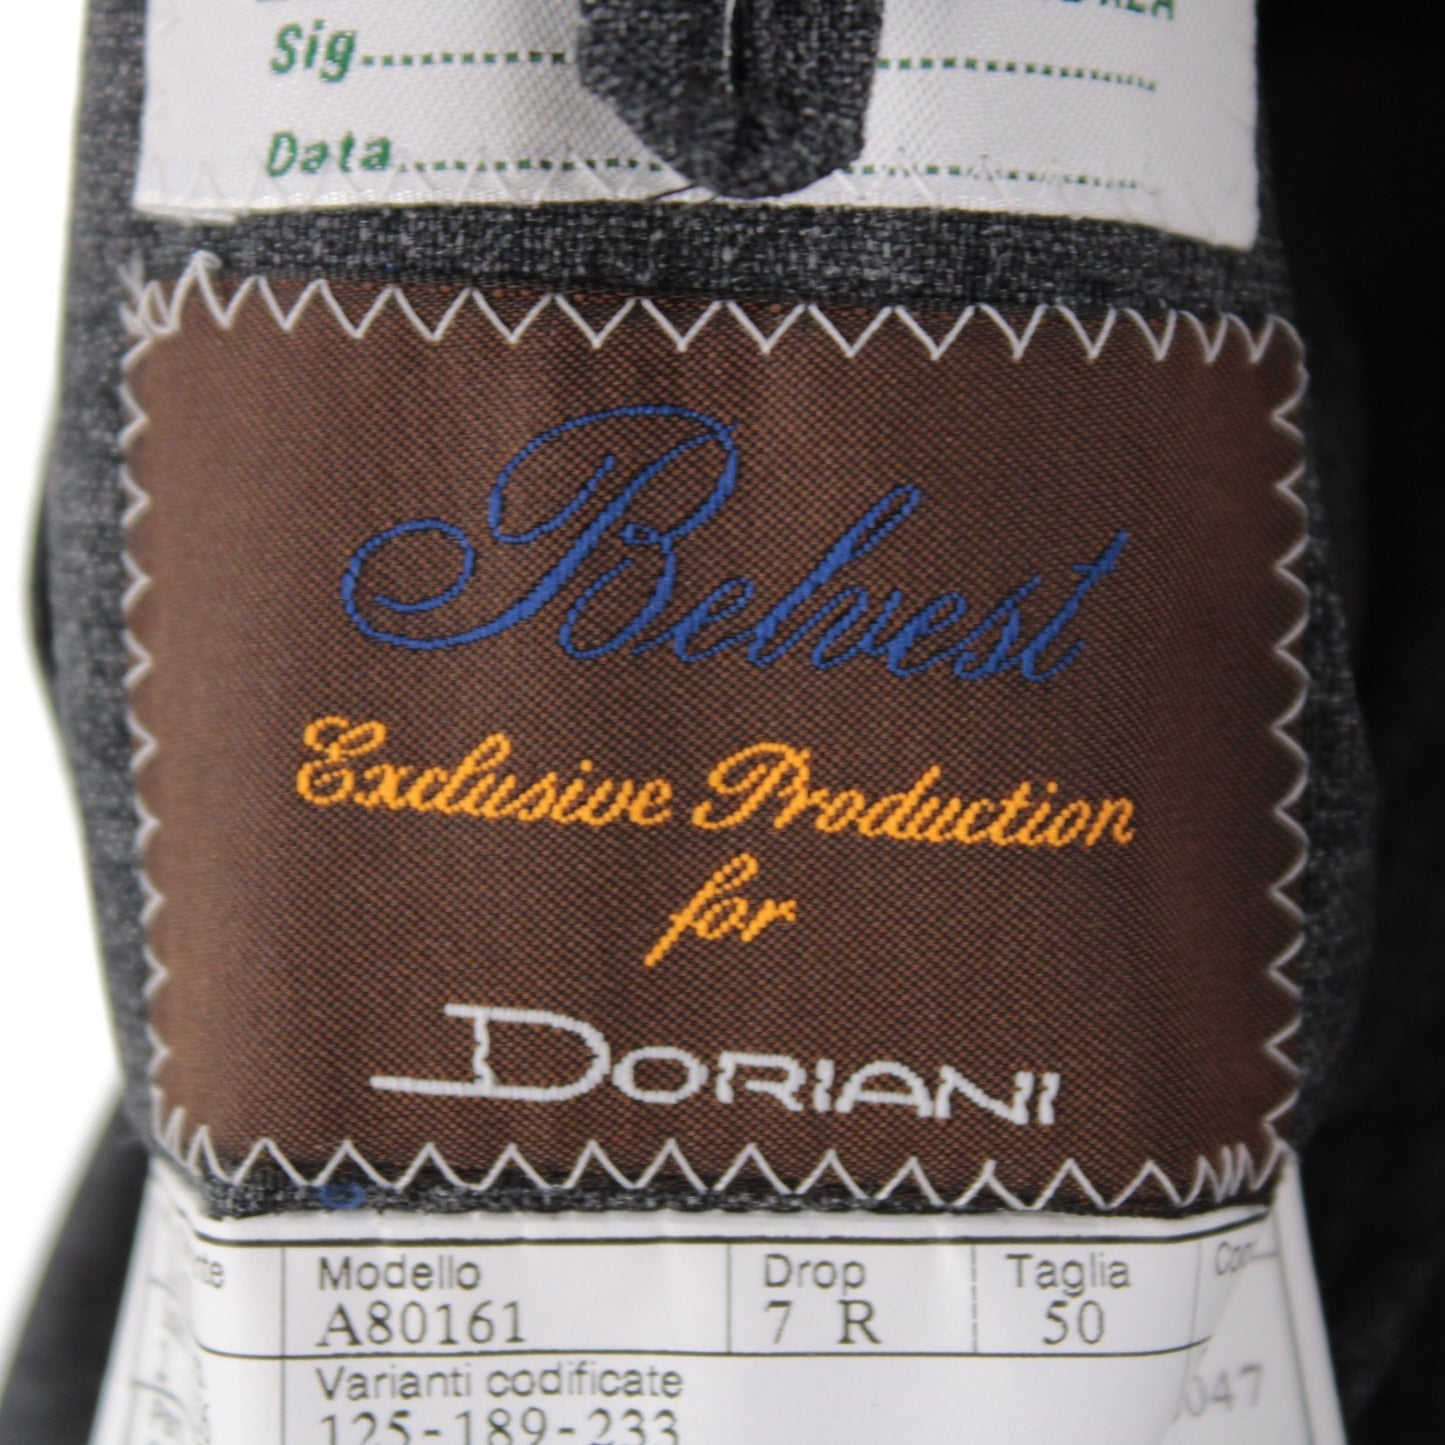 Sig
Data
Belvest
Exclusive Production
for
DORIANI
Modello Drop Taglia
A80161 7 R 50
Varianti codificate
125-189-233